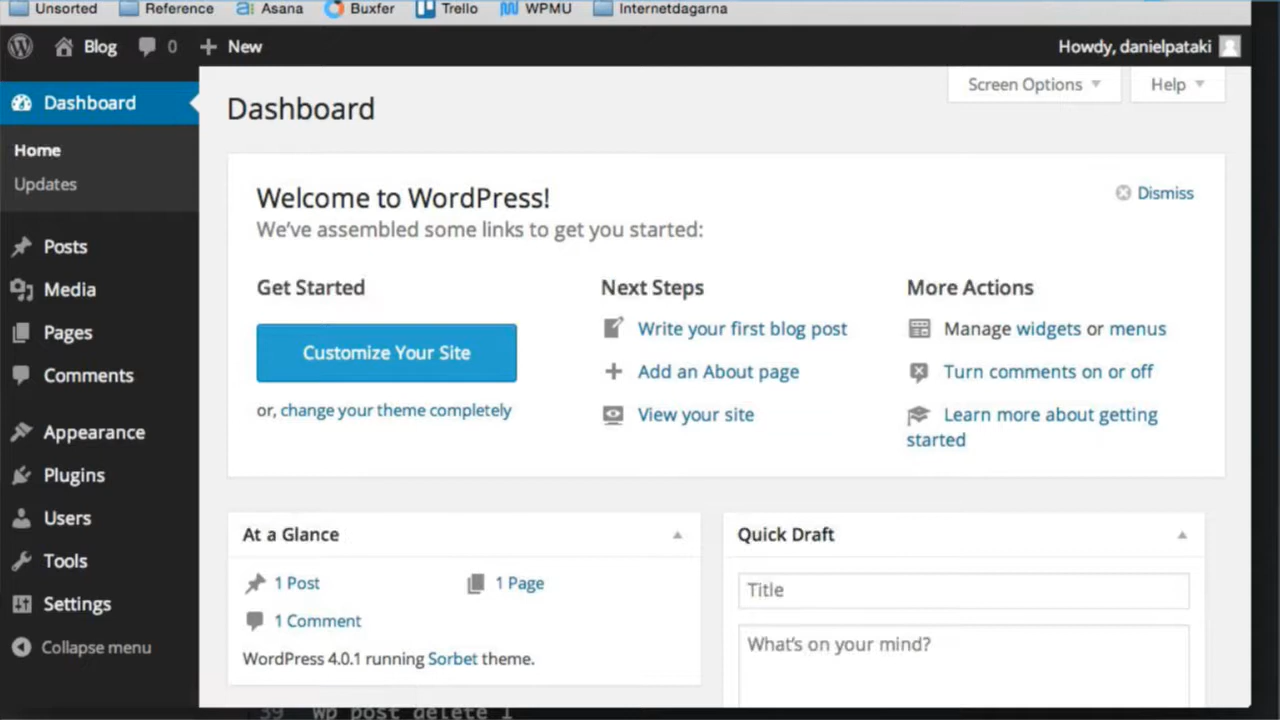 Unsorted Reference Asana Buxfer Trello WPMU Internetdagarna
Blog 0 New Howdy, danielpataki
Screen Options Help
Dashboard
Home
Updates
Posts
Media
Pages
Comments
Appearance
Plugins
Users
Tools
Settings
Collapse menu
Dashboard
Welcome to WordPress!
We've assembled some links to get you started:
Dismiss
Get Started
Customize Your Site
or, change your theme completely
Next Steps
Write your first blog post
Add an About page
View your site
More Actions
Manage widgets or menus
Turn comments on or off
Learn more about getting
started
At a Glance
1 Post 1 Page
1 Comment
WordPress 4.0.1 running Sorbet theme.
Quick Draft
Title
What's on your mind?
39 wp post delete 1